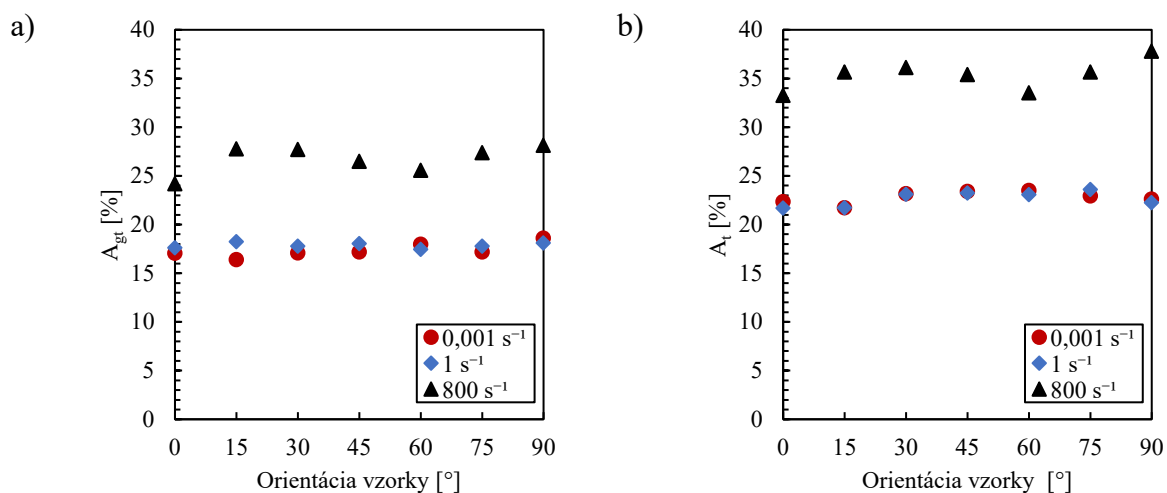 a)
A_gt [%]
40
35
30
25
20
15
10
5
0
0 15 30 45 60 75 90
Orientácia vzorky [°]
0,001 s⁻¹
1 s⁻¹
800 s⁻¹
b)
A_t [%]
40
35
30
25
20
15
10
5
0
0 15 30 45 60 75 90
Orientácia vzorky [°]
0,001 s⁻¹
1 s⁻¹
800 s⁻¹